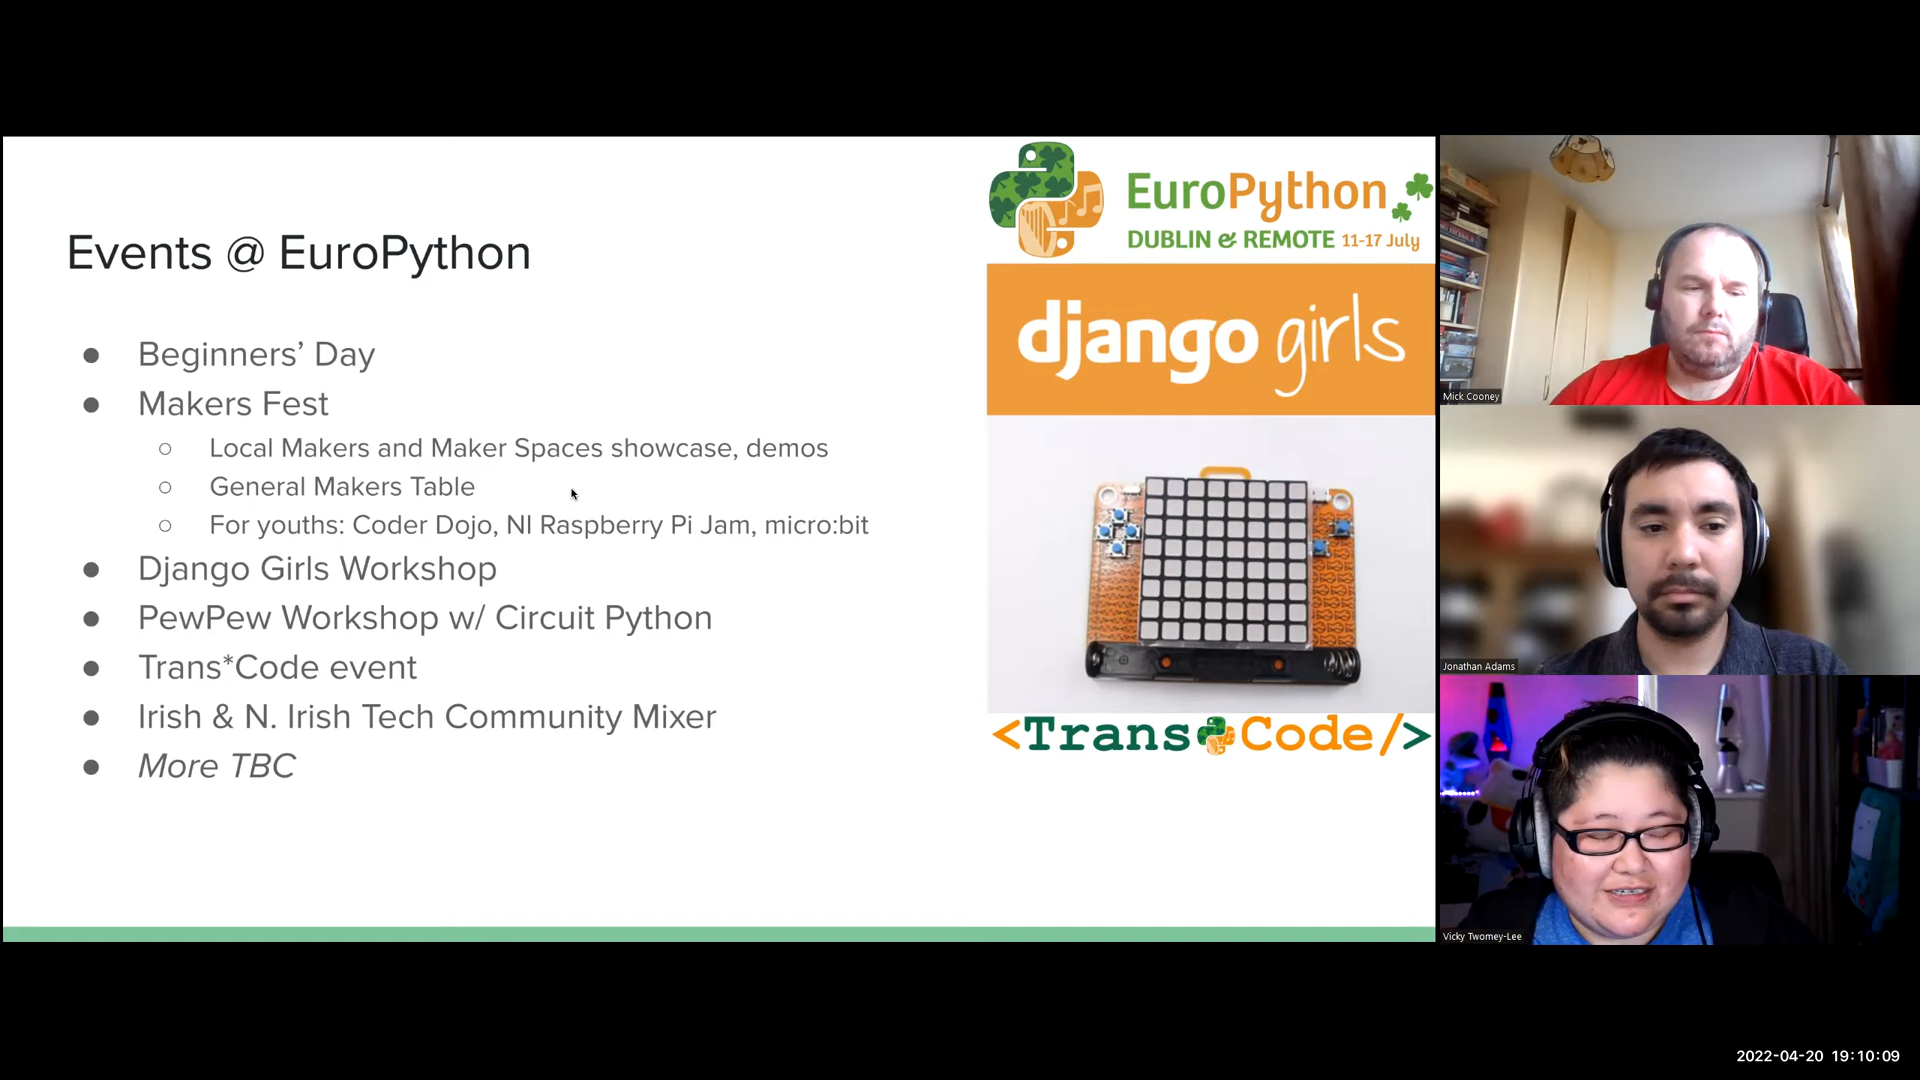 Events @ EuroPython
● Beginners’ Day
● Makers Fest
○ Local Makers and Maker Spaces showcase, demos
○ General Makers Table
○ For youths: Coder Dojo, NI Raspberry Pi Jam, micro:bit
● Django Girls Workshop
● PewPew Workshop w/ Circuit Python
● Trans*Code event
● Irish & N. Irish Tech Community Mixer
● More TBC
EuroPython
DUBLIN & REMOTE 11-17 July
django girls
<Trans Code/>
Mick Cooney
Jonathan Adams
Vicky Twomey-Lee
2022-04-20 19:10:09